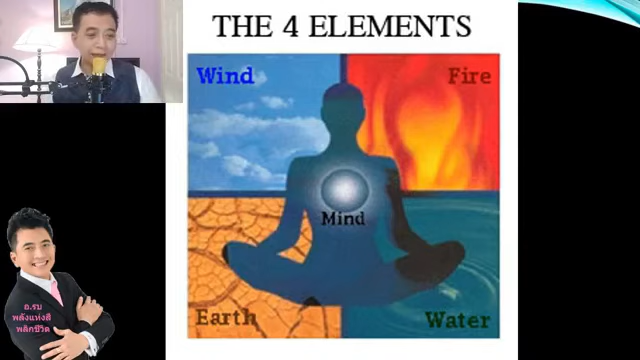 THE 4 ELEMENTS
Wind
Fire
Mind
Earth
Water
อ.รบ
พลังแห่งสี
พลิกชีวิต